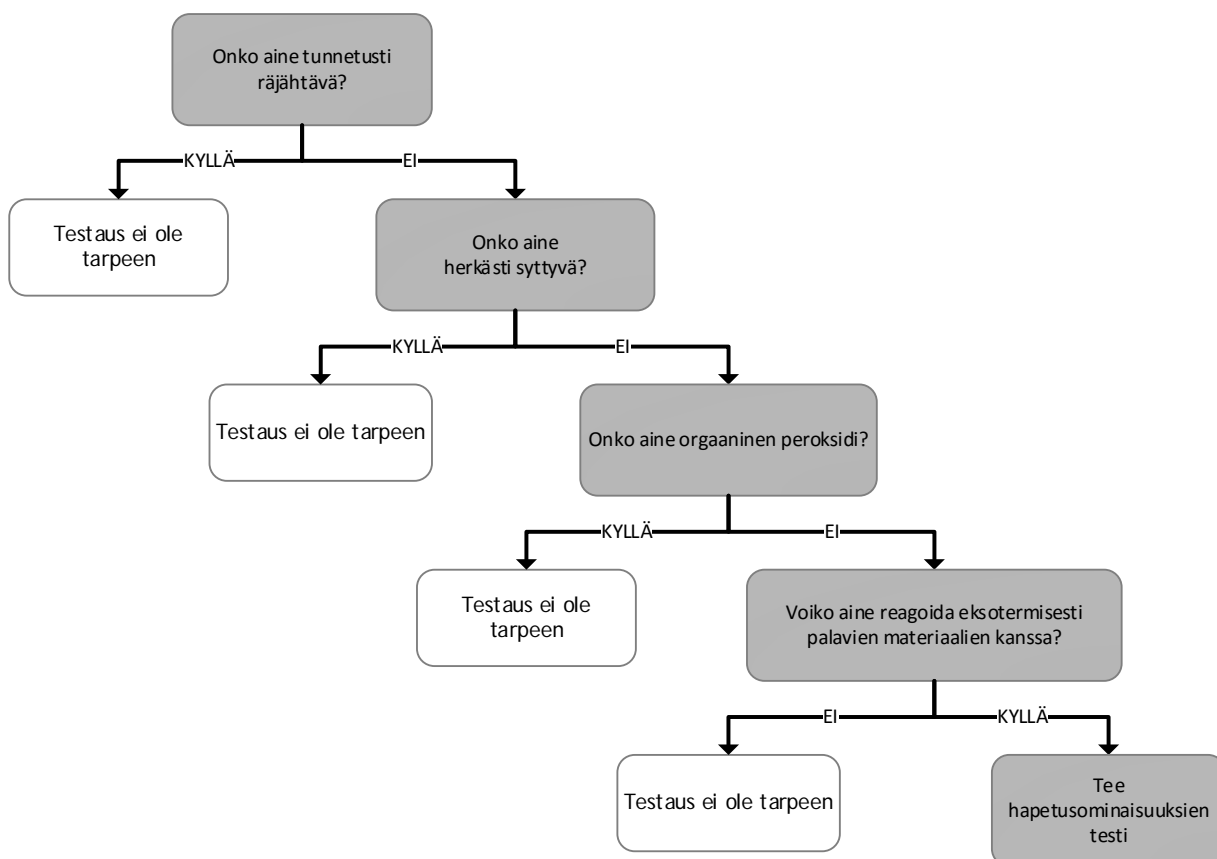 Onko aine tunnetusti
räjähtävä?
KYLLÄ
EI
Testaus ei ole
tarpeen
Onko aine
herkästi syttyvä?
KYLLÄ
EI
Testaus ei ole tarpeen
Onko aine orgaaninen peroksidi?
KYLLÄ
EI
Testaus ei ole
tarpeen
Voiko aine reagoida eksotermisesti
palavien materiaalien kanssa?
EI
KYLLÄ
Testaus ei ole tarpeen
Tee
hapetusominaisuuksien
testi